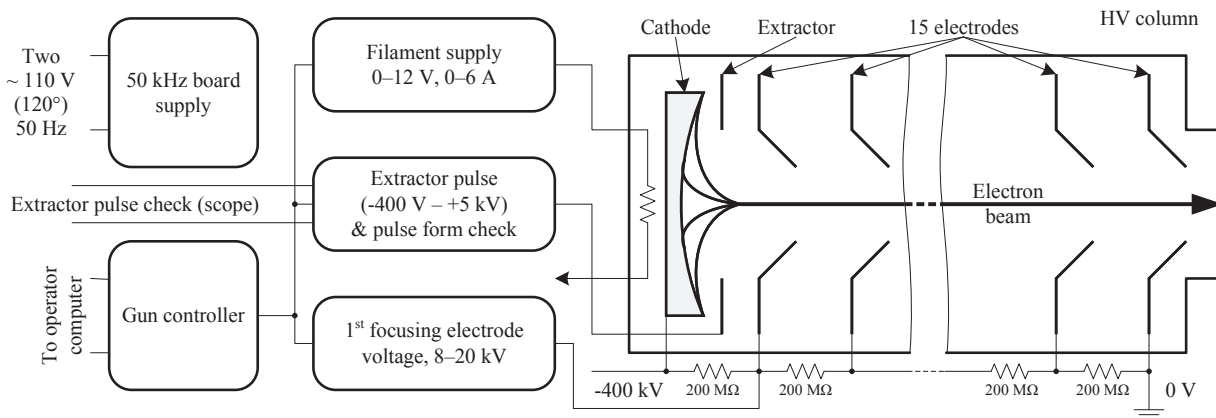 Two
~ 110 V
(120°)
50 Hz
50 kHz board
supply
Filament supply
0–12 V, 0–6 A
Cathode
Extractor
15 electrodes
HV column
Extractor pulse check (scope)
Extractor pulse
(-400 V – +5 kV)
& pulse form check
Electron
beam
To operator
computer
Gun controller
1st focusing electrode
voltage, 8–20 kV
-400 kV
200 MΩ
200 MΩ
200 MΩ
200 MΩ
0 V